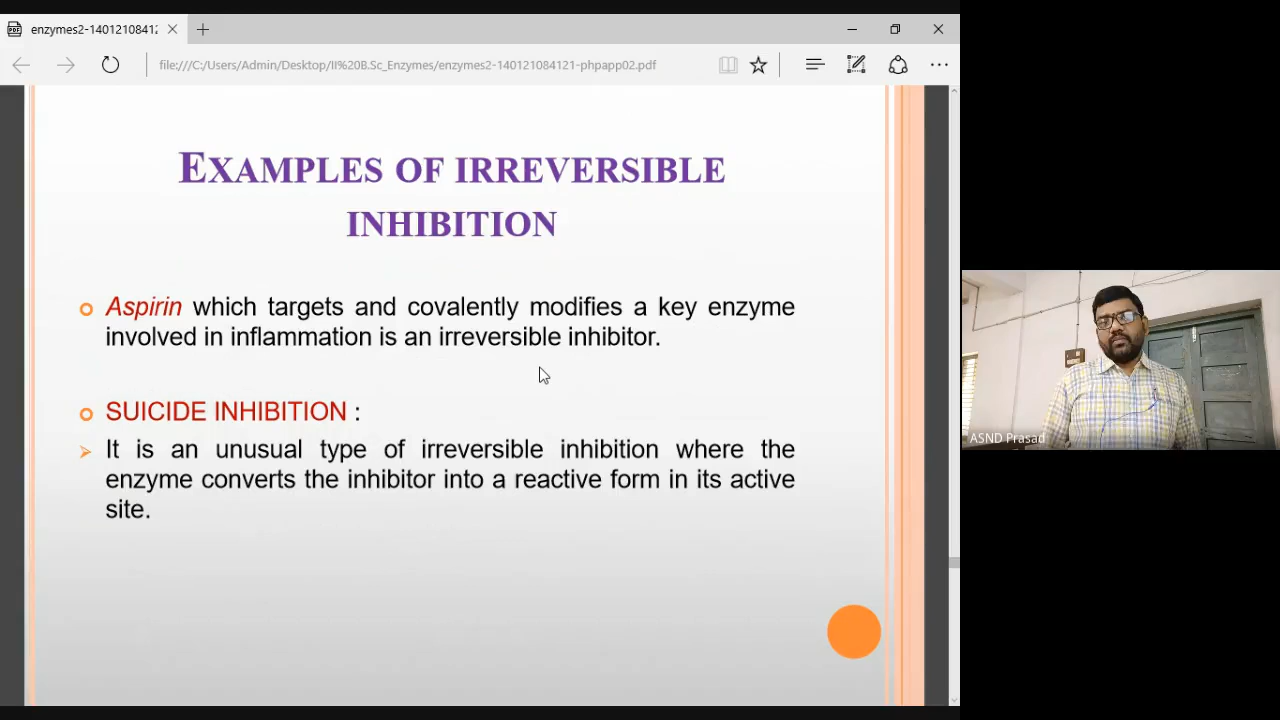 enzymes2-14012108412
file:///C:/Users/Admin/Desktop/II%20B.Sc_Enzymes/enzymes2-140121084121-phpapp02.pdf
EXAMPLES OF IRREVERSIBLE
INHIBITION
Aspirin which targets and covalently modifies a key enzyme
involved in inflammation is an irreversible inhibitor.
SUICIDE INHIBITION :
It is an unusual type of irreversible inhibition where the
enzyme converts the inhibitor into a reactive form in its active
site.
ASND Prasad